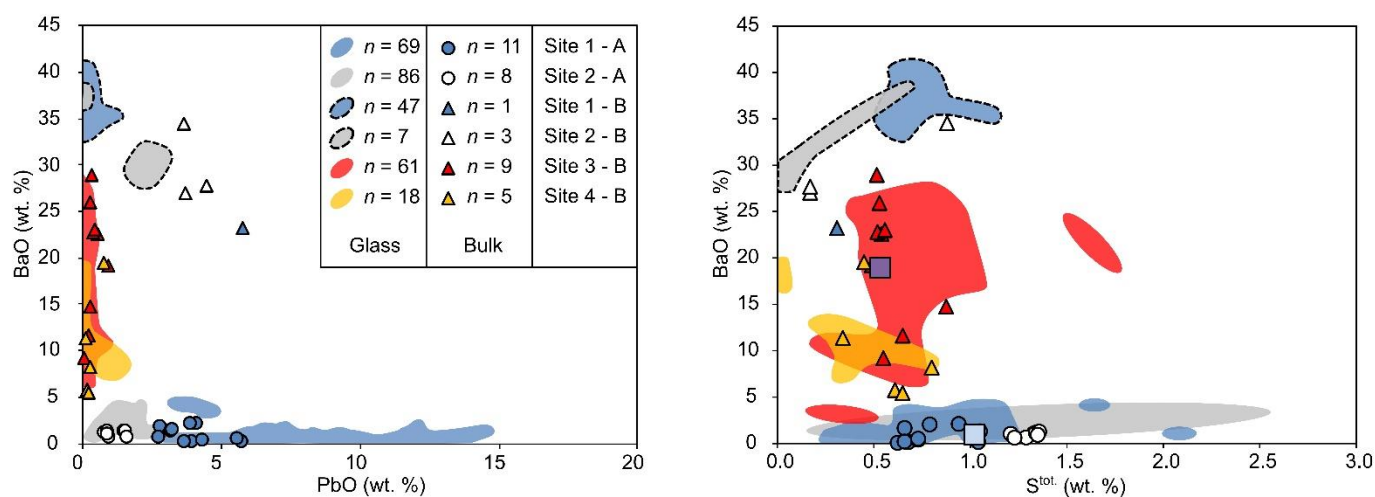 45
40
35
30
25
20
15
10
5
0
BaO (wt. %)
0
5
10
15
20
PbO (wt. %)
n = 69 n = 11 Site 1 - A
n = 86 n = 8 Site 2 - A
n = 47 n = 1 Site 1 - B
n = 7 n = 3 Site 2 - B
n = 61 n = 9 Site 3 - B
n = 18 n = 5 Site 4 - B
Glass Bulk
45
40
35
30
25
20
15
10
5
0
BaO (wt. %)
0.0
0.5
1.0
1.5
2.0
2.5
3.0
S^tot. (wt. %)